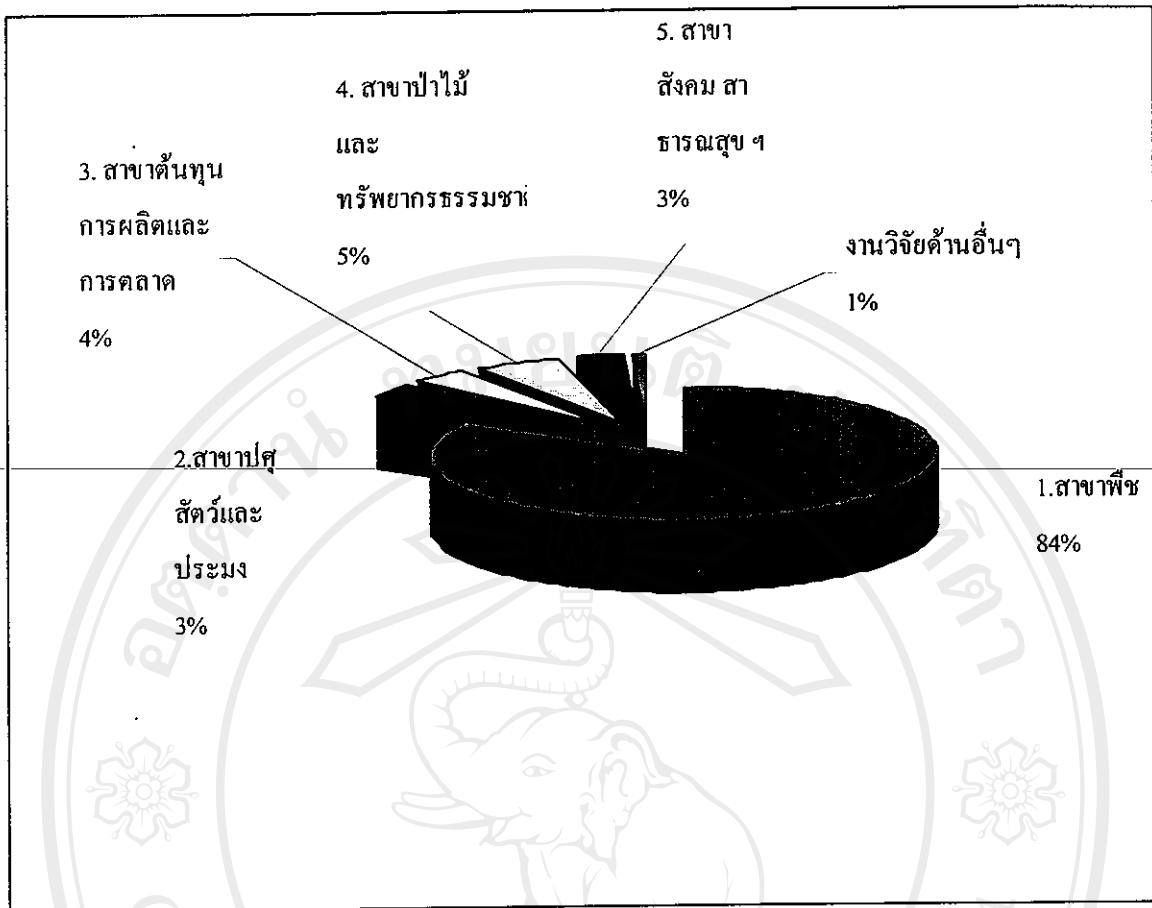 5. สาขา
สังคม สา
ธารณสุข ฯ
3%
4. สาขาป่าไม้
และ
ทรัพยากรธรรมชา
5%
3. สาขาต้นทุน
การผลิตและ
การตลาด
4%
งานวิจัยด้านอื่นๆ
1%
2.สาขาปศุ
สัตว์และ
ประมง
3%
1.สาขาพืช
84%